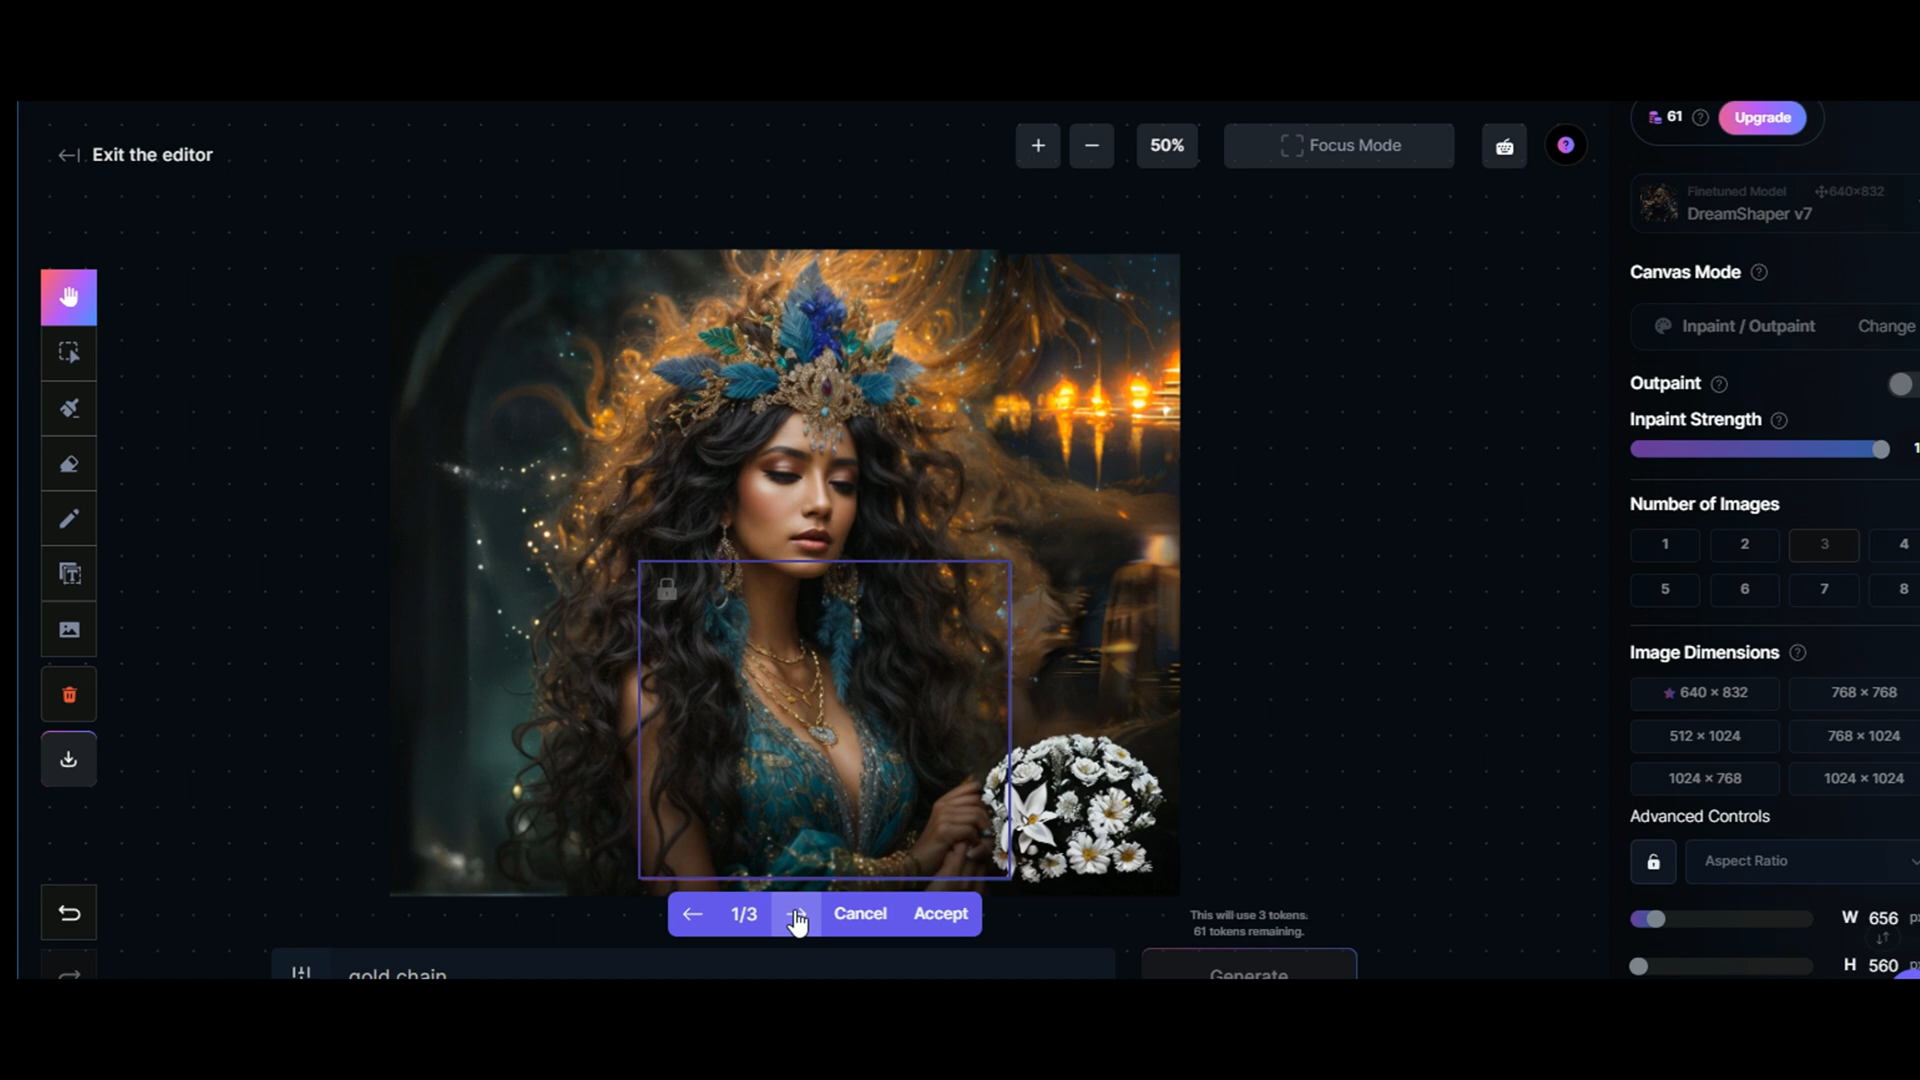 61 ? Upgrade
Exit the editor
+ − 50% Focus Mode ?
Finetuned Model 640×832
DreamShaper v7
Canvas Mode ?
Inpaint / Outpaint Change
Outpaint ?
Inpaint Strength ?
1
Number of Images
1 2 3 4
5 6 7 8
Image Dimensions ?
640 × 832 768 × 768
512 × 1024 768 × 1024
1024 × 768 1024 × 1024
Advanced Controls
Aspect Ratio
1/3 Cancel Accept
This will use 3 tokens.
61 tokens remaining.
W 656
H 560
gold chain
Generate